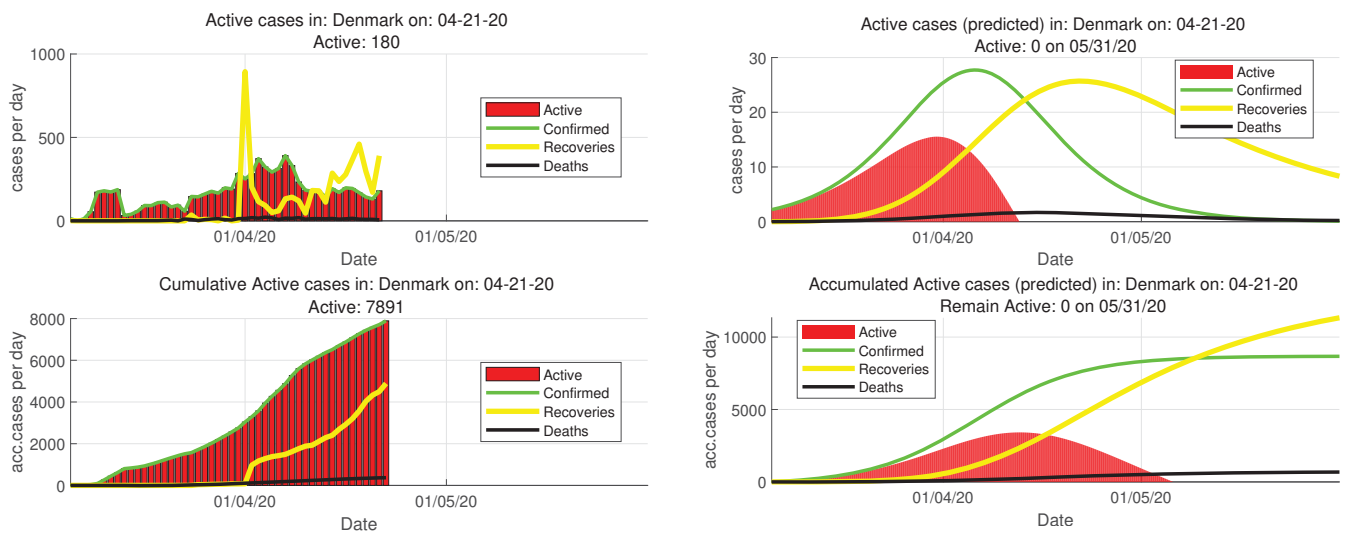 Active cases in: Denmark on: 04-21-20
Active: 180
1000
500
0
cases per day
01/04/20
01/05/20
Date
Active
Confirmed
Recoveries
Deaths
Active cases (predicted) in: Denmark on: 04-21-20
Active: 0 on 05/31/20
30
20
10
0
cases per day
01/04/20
01/05/20
Date
Active
Confirmed
Recoveries
Deaths
Cumulative Active cases in: Denmark on: 04-21-20
Active: 7891
8000
6000
4000
2000
0
acc.cases per day
01/04/20
01/05/20
Date
Active
Confirmed
Recoveries
Deaths
Accumulated Active cases (predicted) in: Denmark on: 04-21-20
Remain Active: 0 on 05/31/20
10000
5000
0
acc.cases per day
01/04/20
01/05/20
Date
Active
Confirmed
Recoveries
Deaths